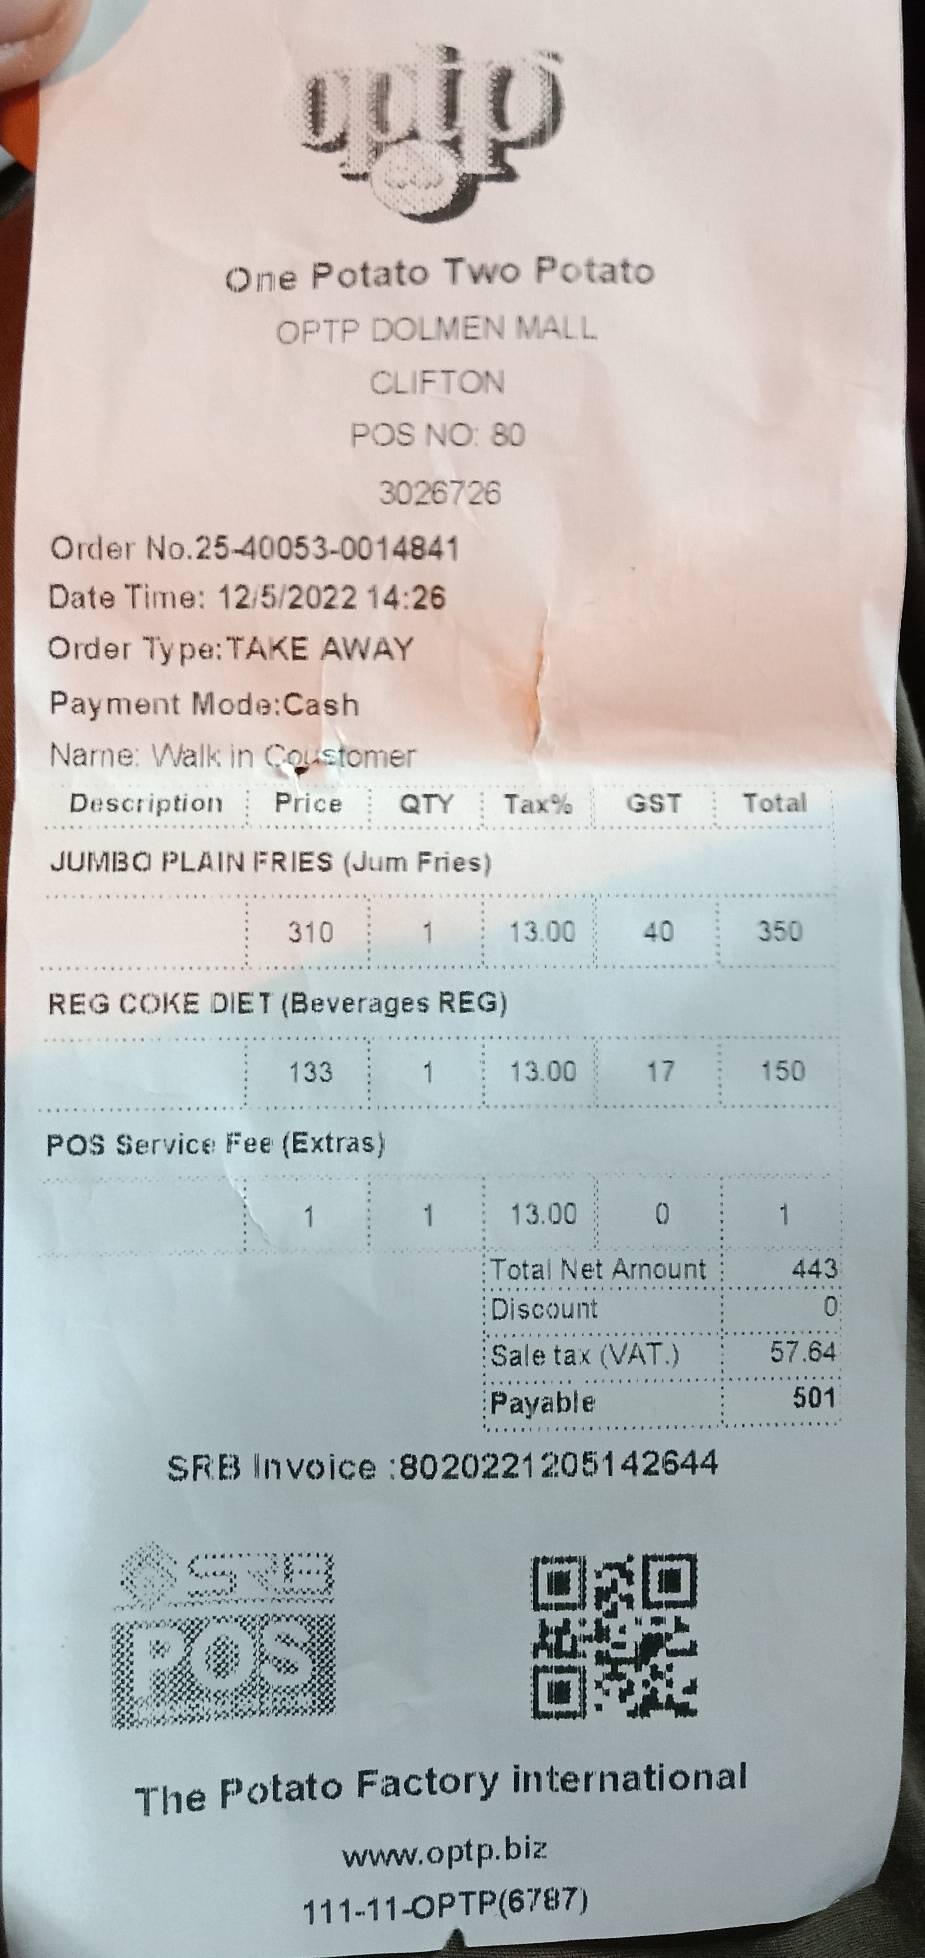 optp
One Potato Two Potato
OPTP DOLMEN MALL
CLIFTON
POS NO: 80
3026726
Order No.25-40053-0014841
Date Time: 12/5/2022 14:26
Order Type:TAKE AWAY
Payment Mode:Cash
Name: Walk in Coustomer
Description Price QTY Tax% GST Total
JUMBO PLAIN FRIES (Jum Fries)
310 1 13.00 40 350
REG COKE DIET (Beverages REG)
133 1 13.00 17 150
POS Service Fee (Extras)
1 1 13.00 0 1
Total Net Amount 443
Discount 0
Sale tax (VAT.) 57.64
Payable 501
SRB Invoice :8020221205142644
SRB
POS
The Potato Factory international
www.optp.biz
111-11-OPTP(6787)